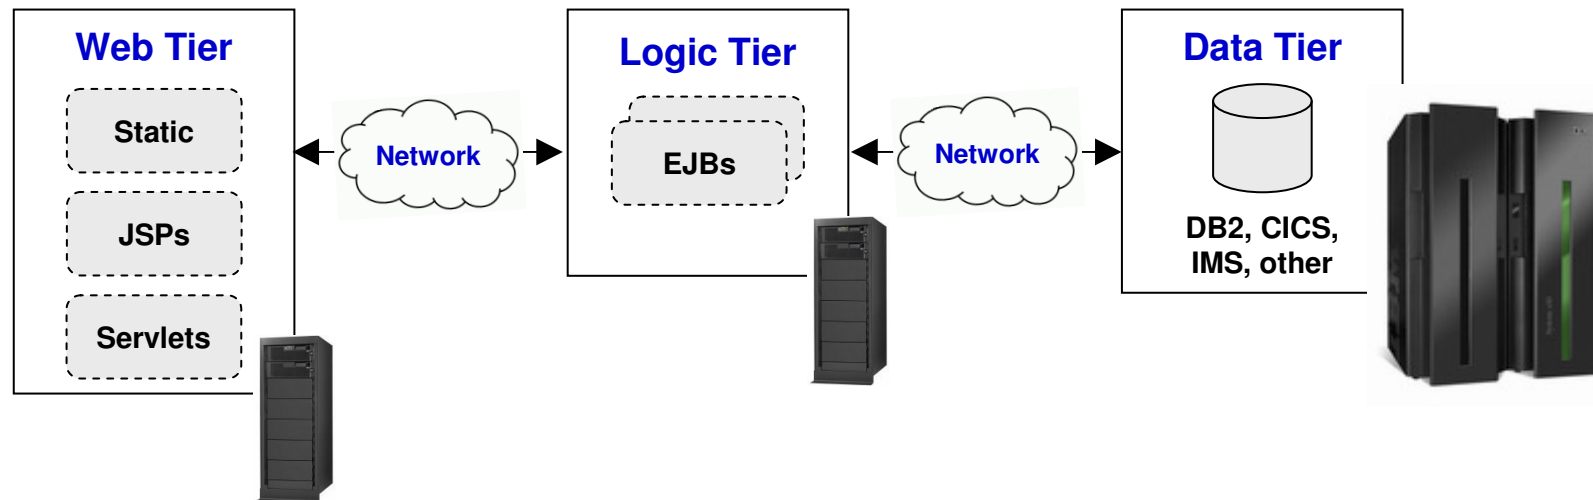 Web Tier
Static
JSPs
Servlets
Network
Logic Tier
EJBs
Network
Data Tier
DB2, CICS,
IMS, other